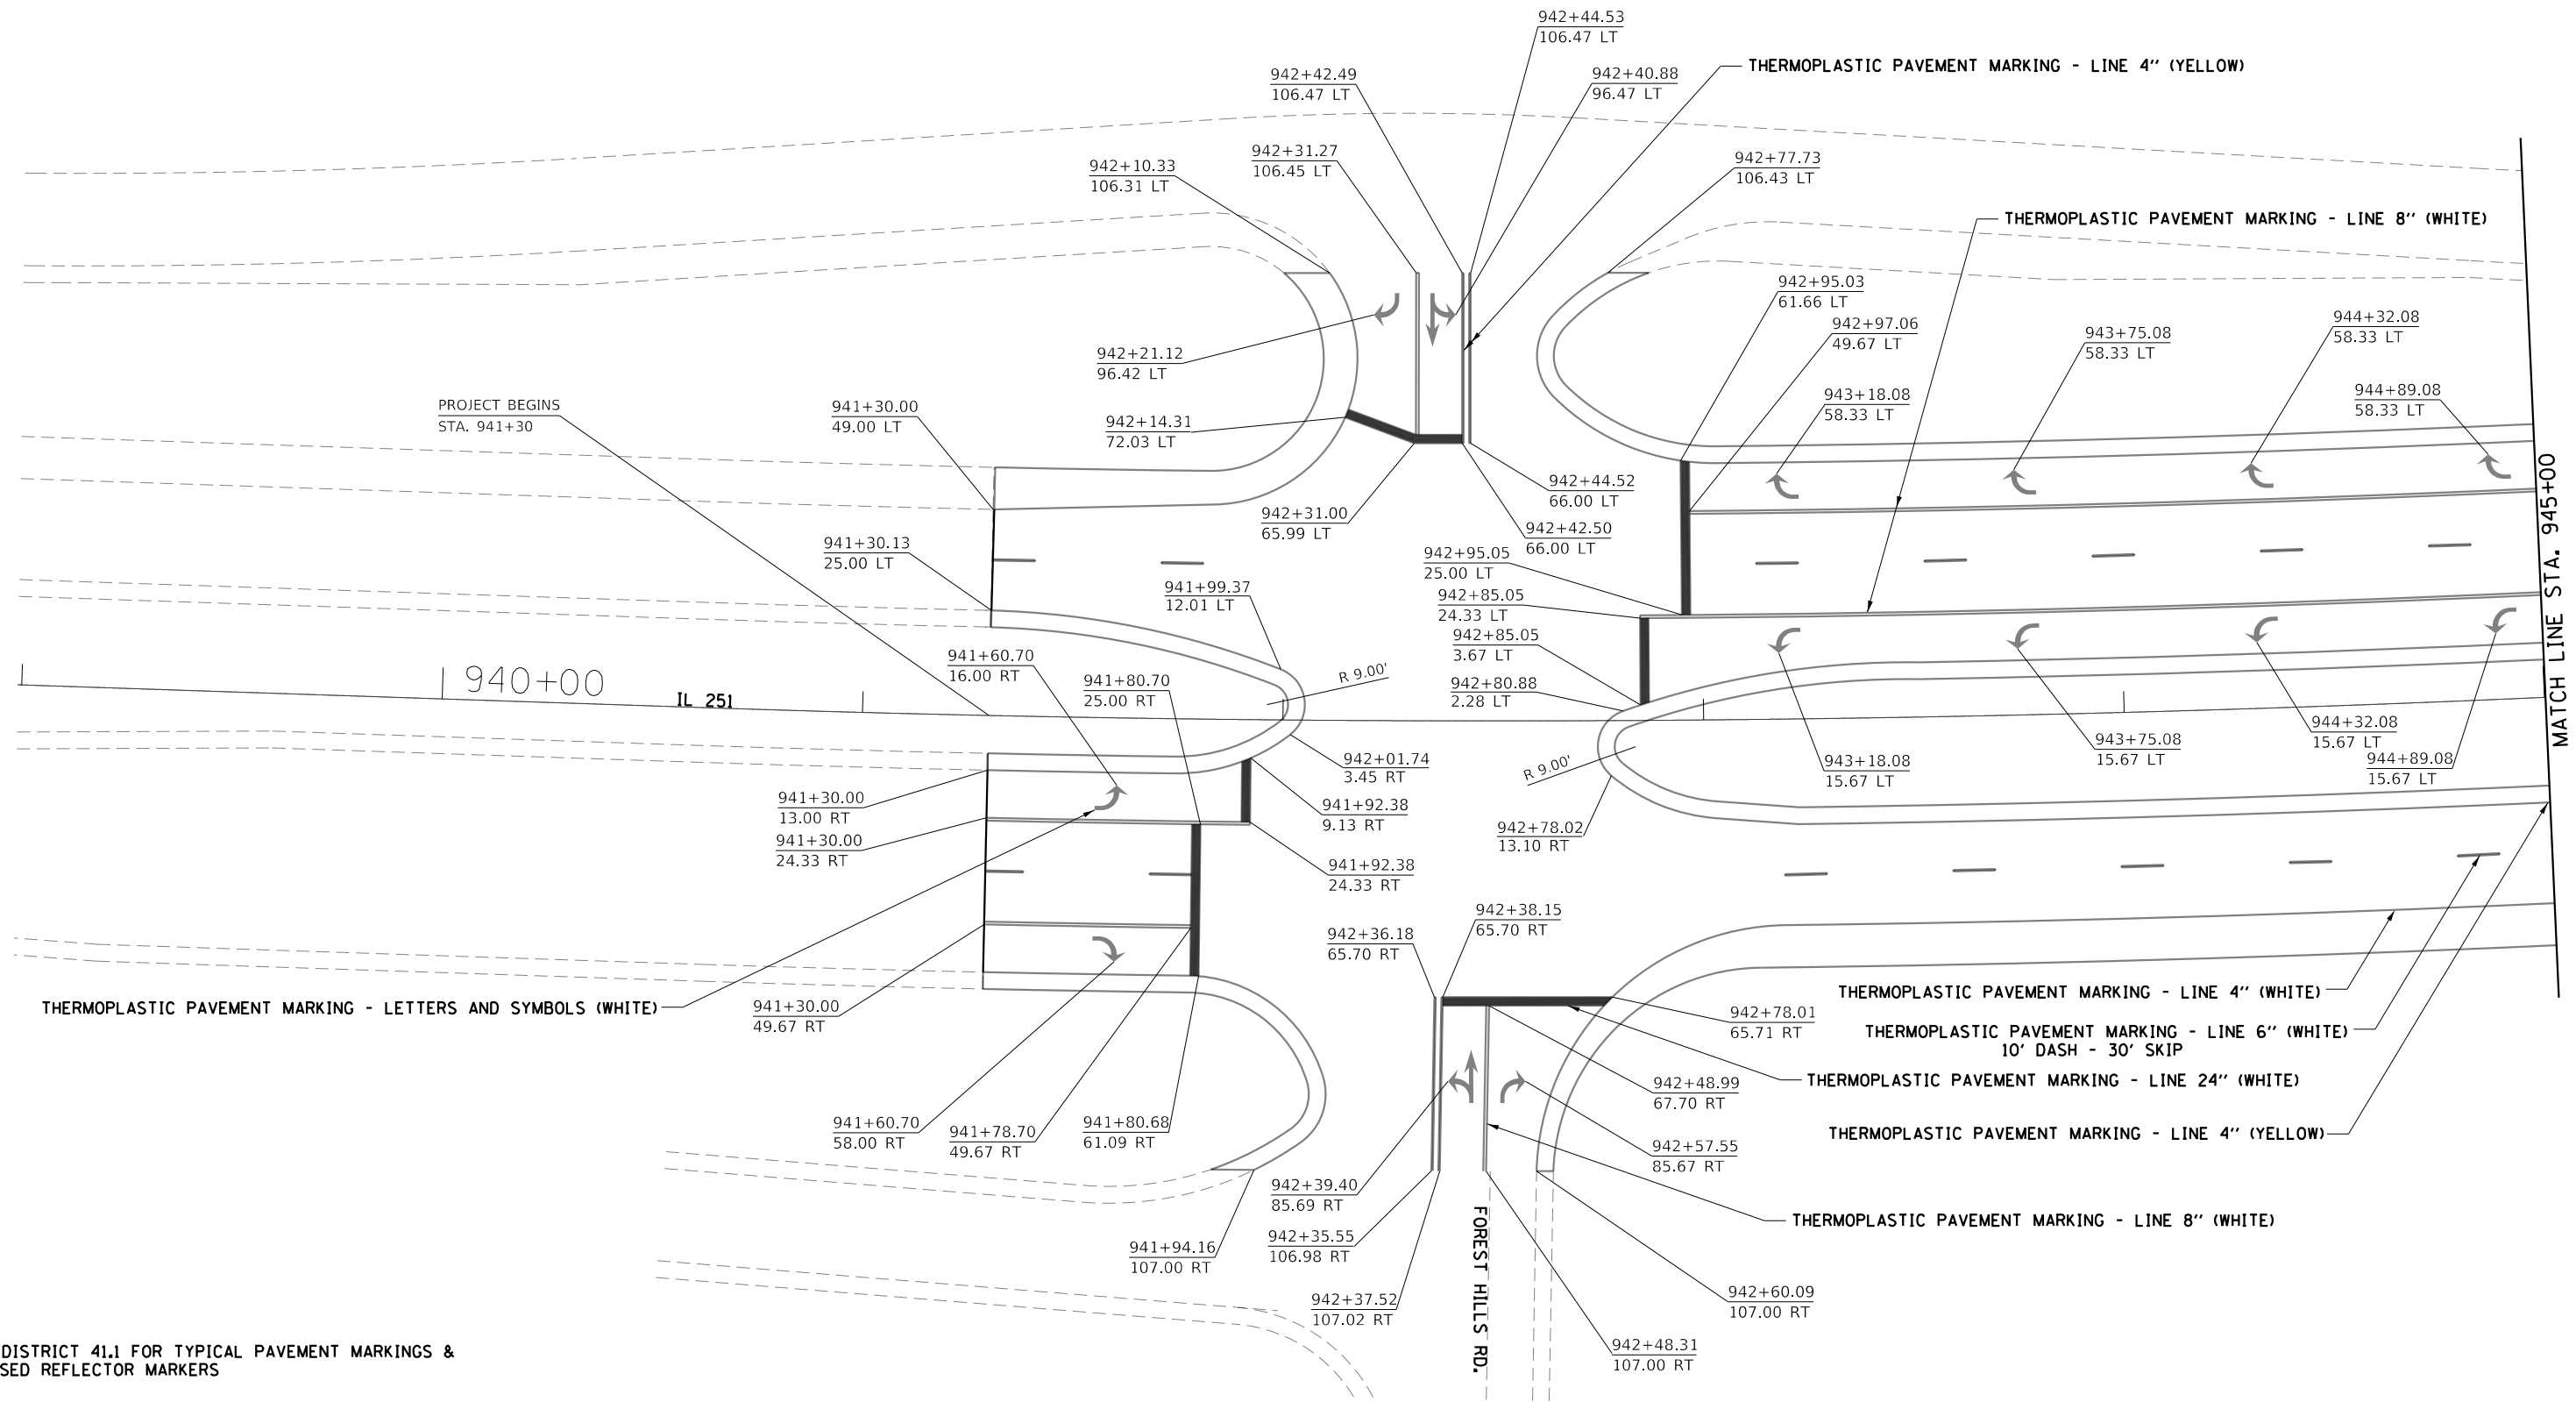 942+44.53
106.47 LT
942+42.49
106.47 LT
942+40.88
96.47 LT
THERMOPLASTIC PAVEMENT MARKING - LINE 4'' (YELLOW)
942+31.27
106.45 LT
942+10.33
106.31 LT
942+77.73
106.43 LT
THERMOPLASTIC PAVEMENT MARKING - LINE 8'' (WHITE)
942+95.03
61.66 LT
942+97.06
49.67 LT
943+75.08
58.33 LT
944+32.08
58.33 LT
942+21.12
96.42 LT
943+18.08
58.33 LT
944+89.08
58.33 LT
PROJECT BEGINS
STA. 941+30
941+30.00
49.00 LT
942+14.31
72.03 LT
942+44.52
66.00 LT
942+31.00
65.99 LT
942+42.50
66.00 LT
941+30.13
25.00 LT
942+95.05
25.00 LT
941+99.37
12.01 LT
942+85.05
24.33 LT
942+85.05
3.67 LT
MATCH LINE STA. 945+00
941+60.70
16.00 RT
941+80.70
25.00 RT
R 9.00'
942+80.88
2.28 LT
940+00
IL 251
942+01.74
3.45 RT
R 9.00'
943+18.08
15.67 LT
943+75.08
15.67 LT
944+32.08
15.67 LT
944+89.08
15.67 LT
941+30.00
13.00 RT
941+92.38
9.13 RT
942+78.02
13.10 RT
941+30.00
24.33 RT
941+92.38
24.33 RT
942+38.15
65.70 RT
942+36.18
65.70 RT
THERMOPLASTIC PAVEMENT MARKING - LETTERS AND SYMBOLS (WHITE)
941+30.00
49.67 RT
THERMOPLASTIC PAVEMENT MARKING - LINE 4'' (WHITE)
942+78.01
65.71 RT
THERMOPLASTIC PAVEMENT MARKING - LINE 6'' (WHITE)
10' DASH - 30' SKIP
THERMOPLASTIC PAVEMENT MARKING - LINE 24'' (WHITE)
942+48.99
67.70 RT
941+60.70
58.00 RT
941+78.70
49.67 RT
941+80.68
61.09 RT
THERMOPLASTIC PAVEMENT MARKING - LINE 4'' (YELLOW)
942+57.55
85.67 RT
942+39.40
85.69 RT
THERMOPLASTIC PAVEMENT MARKING - LINE 8'' (WHITE)
FOREST HILLS RD.
942+35.55
106.98 RT
941+94.16
107.00 RT
942+37.52
107.02 RT
942+60.09
107.00 RT
942+48.31
107.00 RT
DISTRICT 41.1 FOR TYPICAL PAVEMENT MARKINGS &
SED REFLECTOR MARKERS